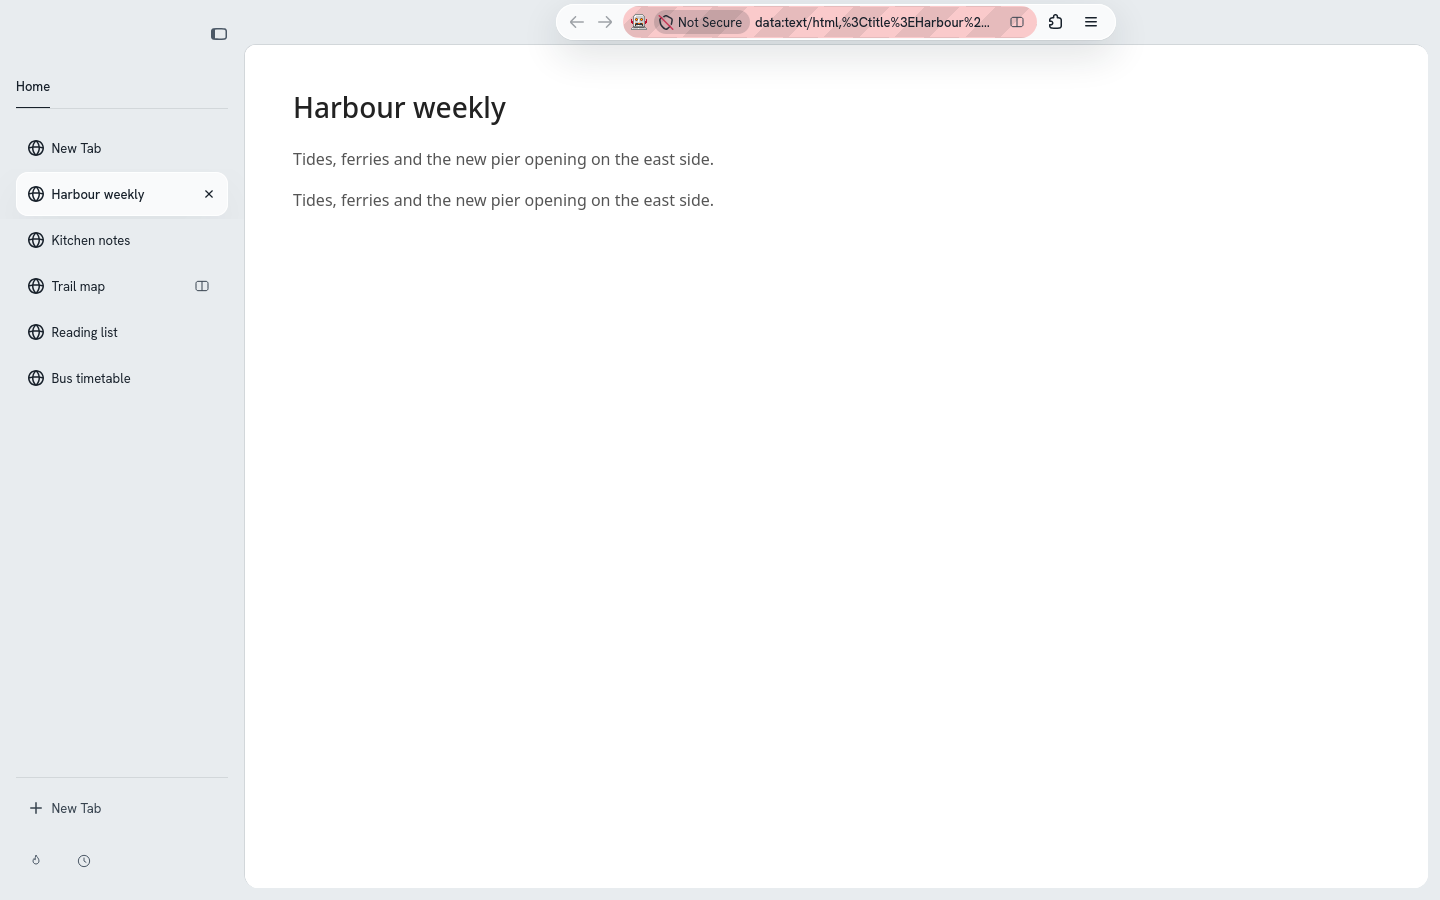 Not Secure
data:text/html,%3Ctitle%3EHarbour%2...
Home
New Tab
Harbour weekly
Kitchen notes
Trail map
Reading list
Bus timetable
New Tab
Harbour weekly
Tides, ferries and the new pier opening on the east side.
Tides, ferries and the new pier opening on the east side.